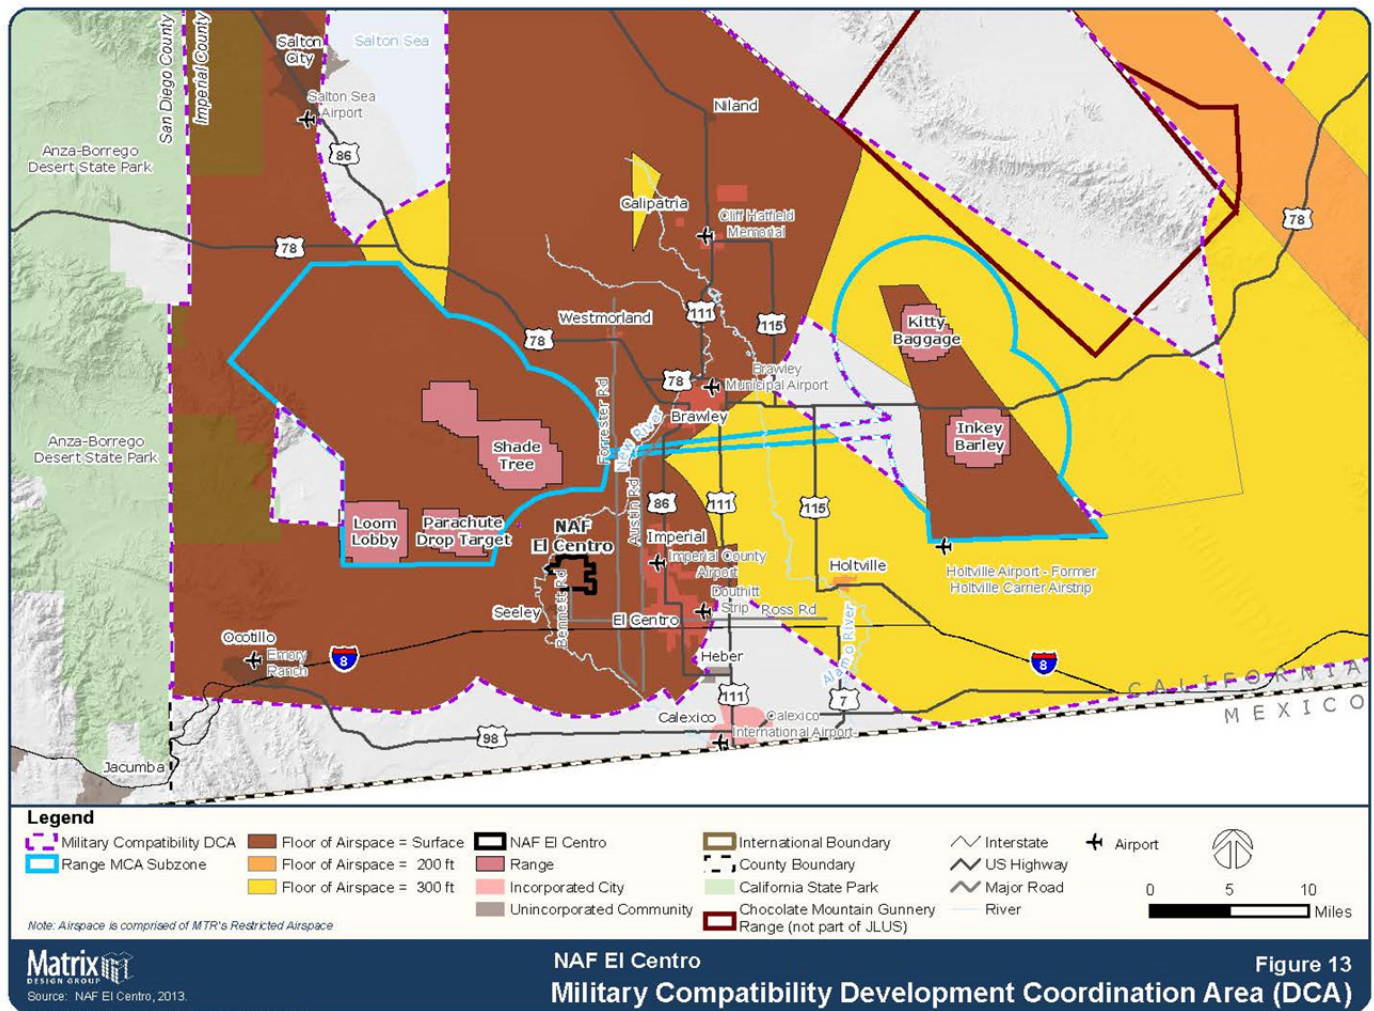 San Diego County
Imperial County
Salton
City
Salton Sea
Salton Sea
Airport
86
Niland
Anza-Borrego
Desert State Park
Calipatria
Cliff Hatfield
Memorial
78
78
78
111
115
Westmorland
Kitty
Baggage
78
Brawley
Municipal Airport
Forrester Rd
New River
Brawley
Inkey
Barley
Anza-Borrego
Desert State Park
Shade
Tree
Austin Rd
86
111
115
Loom
Lobby
Parachute
Drop Target
NAF
El Centro
Imperial
Imperial County
Airport
Holtville
Holtville Airport - Former
Holtville Carrier Airstrip
Bennett Rd
Douthitt
Strip
Ross Rd
Seeley
El Centro
Alamo River
Ocotillo
Emory
Ranch
8
Heber
8
111
7
CALIFORNIA
MEXICO
Calexico
Calexico
International Airport
98
Jacumba
Legend
Military Compatibility DCA
Range MCA Subzone
Floor of Airspace = Surface
Floor of Airspace = 200 ft
Floor of Airspace = 300 ft
NAF El Centro
Range
Incorporated City
Unincorporated Community
International Boundary
County Boundary
California State Park
Chocolate Mountain Gunnery
Range (not part of JLUS)
Interstate
US Highway
Major Road
River
Airport
0 5 10
Miles
Note: Airspace is comprised of MTR's Restricted Airspace
Matrix
DESIGN GROUP
Source: NAF El Centro, 2013.
NAF El Centro
Figure 13
Military Compatibility Development Coordination Area (DCA)